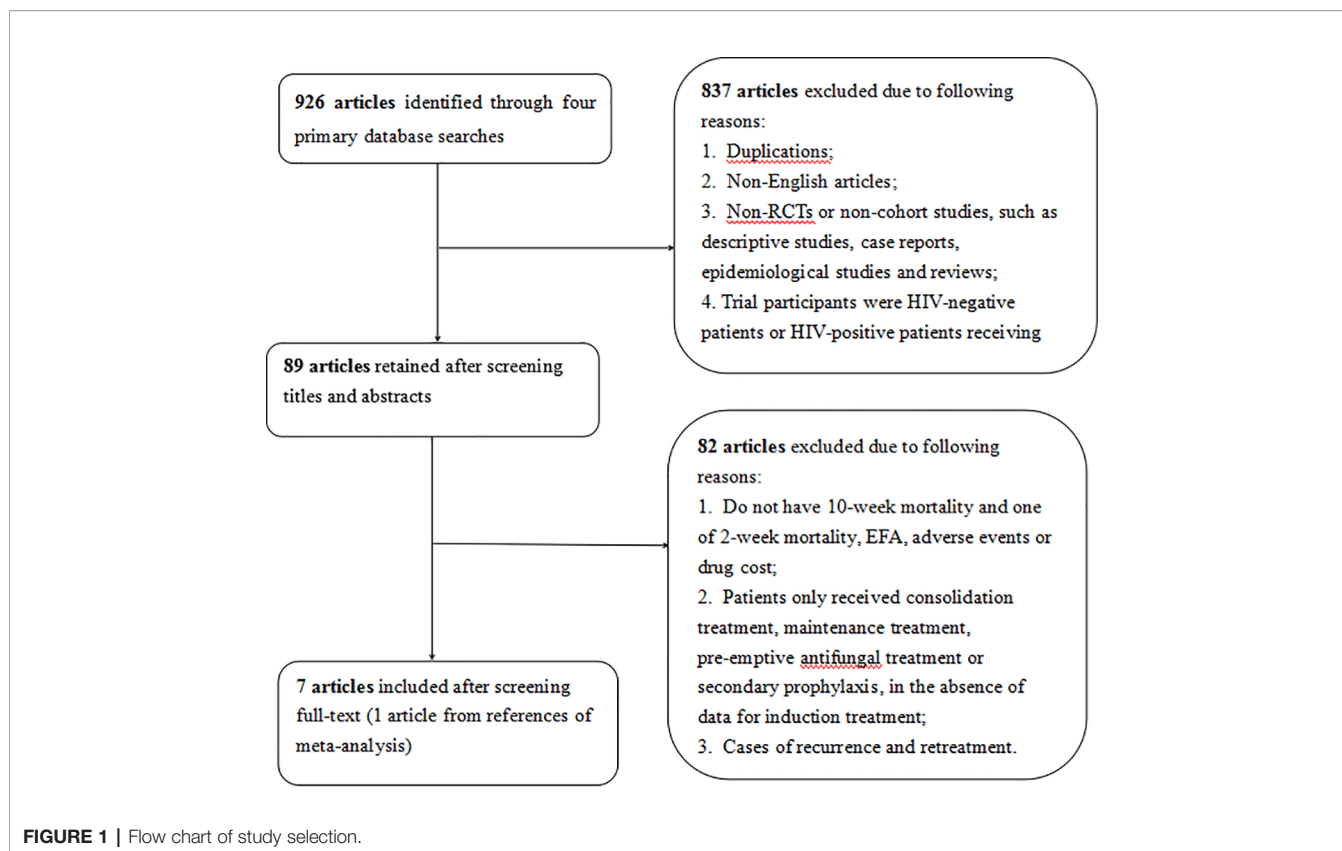 926 articles identified through four
primary database searches
837 articles excluded due to following
reasons:
1. Duplications;
2. Non-English articles;
3. Non-RCTs or non-cohort studies, such as
descriptive studies, case reports,
epidemiological studies and reviews;
4. Trial participants were HIV-negative
patients or HIV-positive patients receiving
89 articles retained after screening
titles and abstracts
82 articles excluded due to following
reasons:
1. Do not have 10-week mortality and one
of 2-week mortality, EFA, adverse events or
drug cost;
2. Patients only received consolidation
treatment, maintenance treatment,
pre-emptive antifungal treatment or
secondary prophylaxis, in the absence of
data for induction treatment;
3. Cases of recurrence and retreatment.
7 articles included after screening
full-text (1 article from references of
meta-analysis)
FIGURE 1 | Flow chart of study selection.